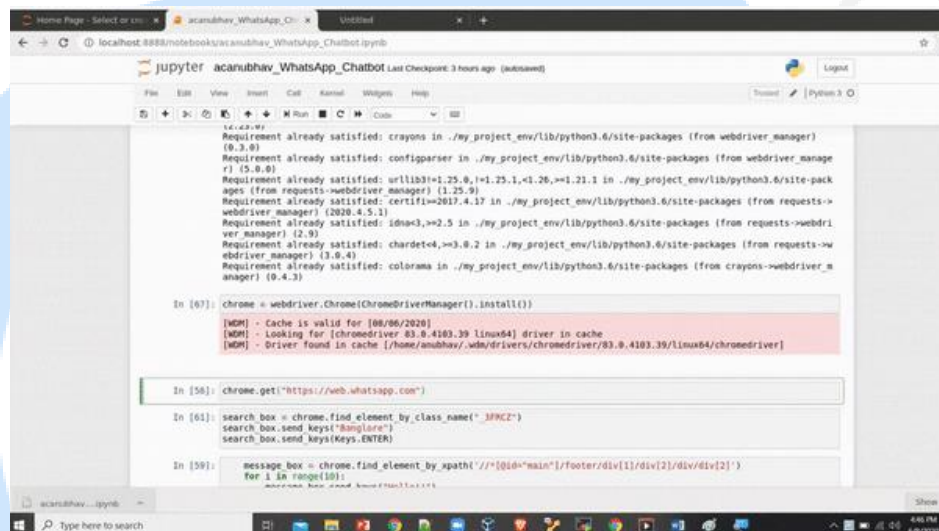 Home Page - Select or cre
acanubhav_WhatsApp_Ch
Untitled
localhost:8888/notebooks/acanubhav_WhatsApp_Chatbot.ipynb
jupyter acanubhav_WhatsApp_Chatbot Last Checkpoint: 3 hours ago (autosaved)
Logout
File Edit View Insert Cell Kernel Widgets Help
Trusted Python 3
Run Code
Requirement already satisfied: crayons in ./my_project_env/lib/python3.6/site-packages (from webdriver_manager)
(0.3.0)
Requirement already satisfied: configparser in ./my_project_env/lib/python3.6/site-packages (from webdriver_manage
r) (5.0.0)
Requirement already satisfied: urllib3!=1.25.0,!=1.25.1,<1.26,>=1.21.1 in ./my_project_env/lib/python3.6/site-pack
ages (from requests->webdriver_manager) (1.25.9)
Requirement already satisfied: certifi>=2017.4.17 in ./my_project_env/lib/python3.6/site-packages (from requests->
webdriver_manager) (2020.4.5.1)
Requirement already satisfied: idna<3,>=2.5 in ./my_project_env/lib/python3.6/site-packages (from requests->webdri
ver_manager) (2.9)
Requirement already satisfied: chardet<4,>=3.0.2 in ./my_project_env/lib/python3.6/site-packages (from requests->w
ebdriver_manager) (3.0.4)
Requirement already satisfied: colorama in ./my_project_env/lib/python3.6/site-packages (from crayons->webdriver_m
anager) (0.4.3)
In [67]: chrome = webdriver.Chrome(ChromeDriverManager().install())
[WDM] - Cache is valid for [08/06/2020]
[WDM] - Looking for [chromedriver 83.0.4103.39 linux64] driver in cache
[WDM] - Driver found in cache [/home/anubhav/.wdm/drivers/chromedriver/83.0.4103.39/linux64/chromedriver]
In [56]: chrome.get("https://web.whatsapp.com")
In [61]: search_box = chrome.find_element_by_class_name("_3FRCZ")
search_box.send_keys("Banglore")
search_box.send_keys(Keys.ENTER)
In [59]: message_box = chrome.find_element_by_xpath('//*[@id="main"]/footer/div[1]/div[2]/div/div[2]')
for i in range(10):
acanubhav....ipynb
Show
Type here to search
4:46 PM